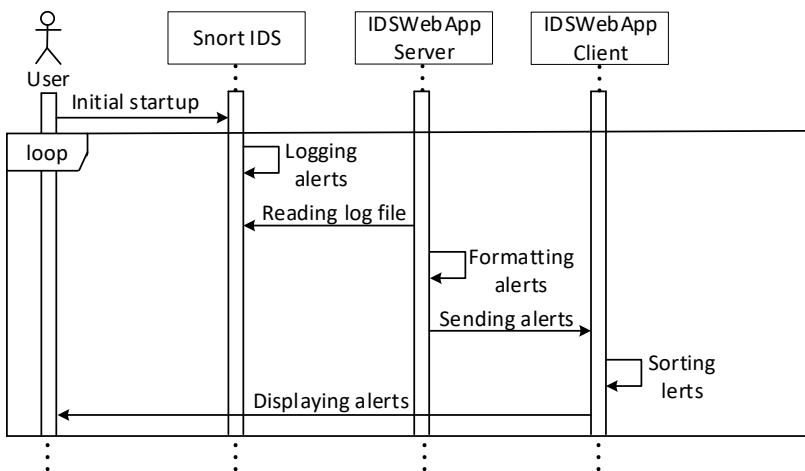 User
Snort IDS
IDSWebApp
Server
IDSWebApp
Client
Initial startup
loop
Logging
alerts
Reading log file
Formatting
alerts
Sending alerts
Sorting
lerts
Displaying alerts